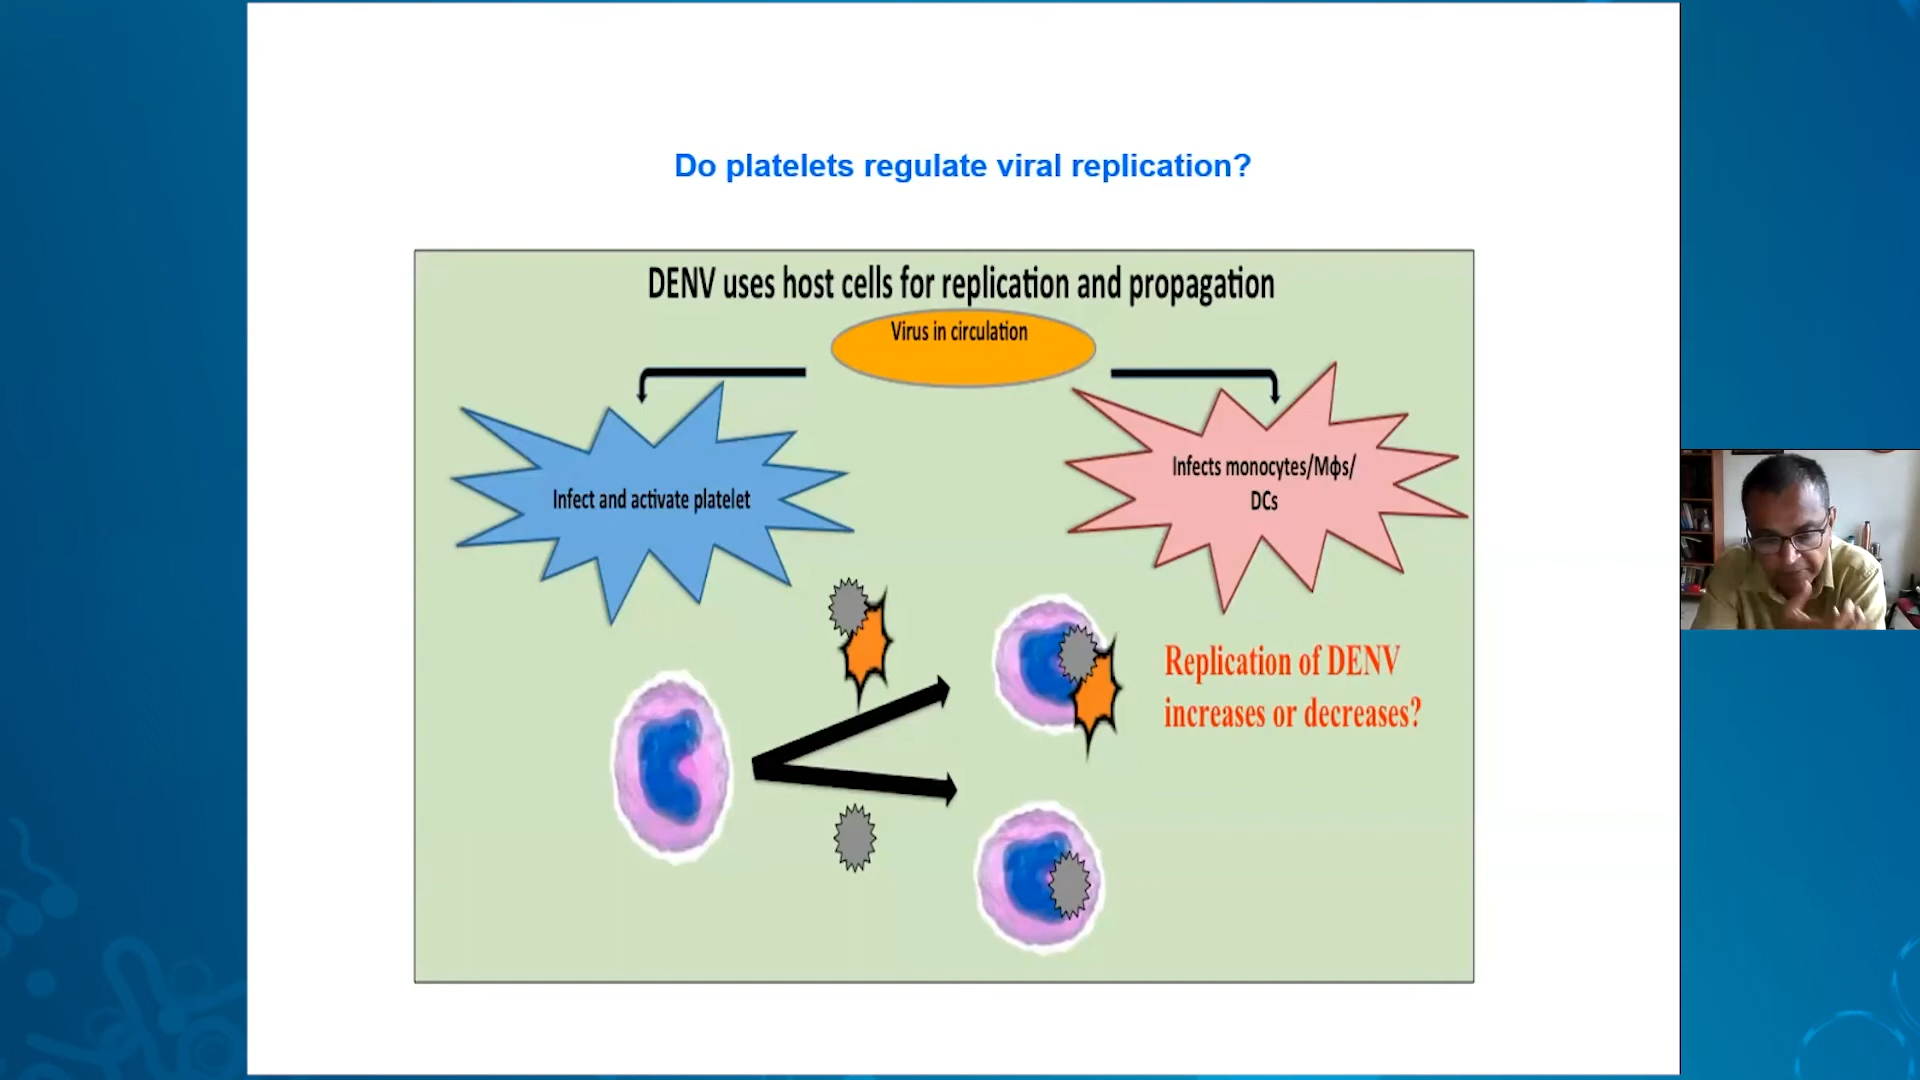 Do platelets regulate viral replication?
DENV uses host cells for replication and propagation
Virus in circulation
Infect and activate platelet
Infects monocytes/Mϕs/
DCs
Replication of DENV
increases or decreases?